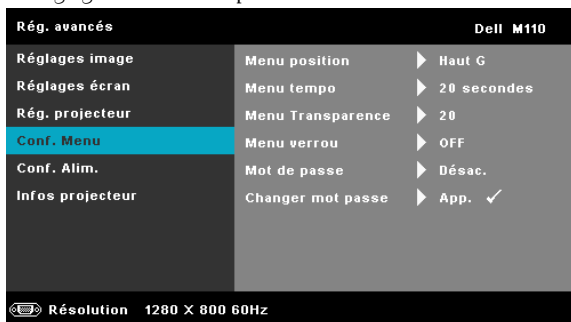 Rég. avancés Dell M110
Réglages image
Réglages écran
Rég. projecteur
Conf. Menu
Conf. Alim.
Infos projecteur
Menu position Haut G
Menu tempo 20 secondes
Menu Transparence 20
Menu verrou OFF
Mot de passe Désac.
Changer mot passe App.
Résolution 1280 X 800 60Hz